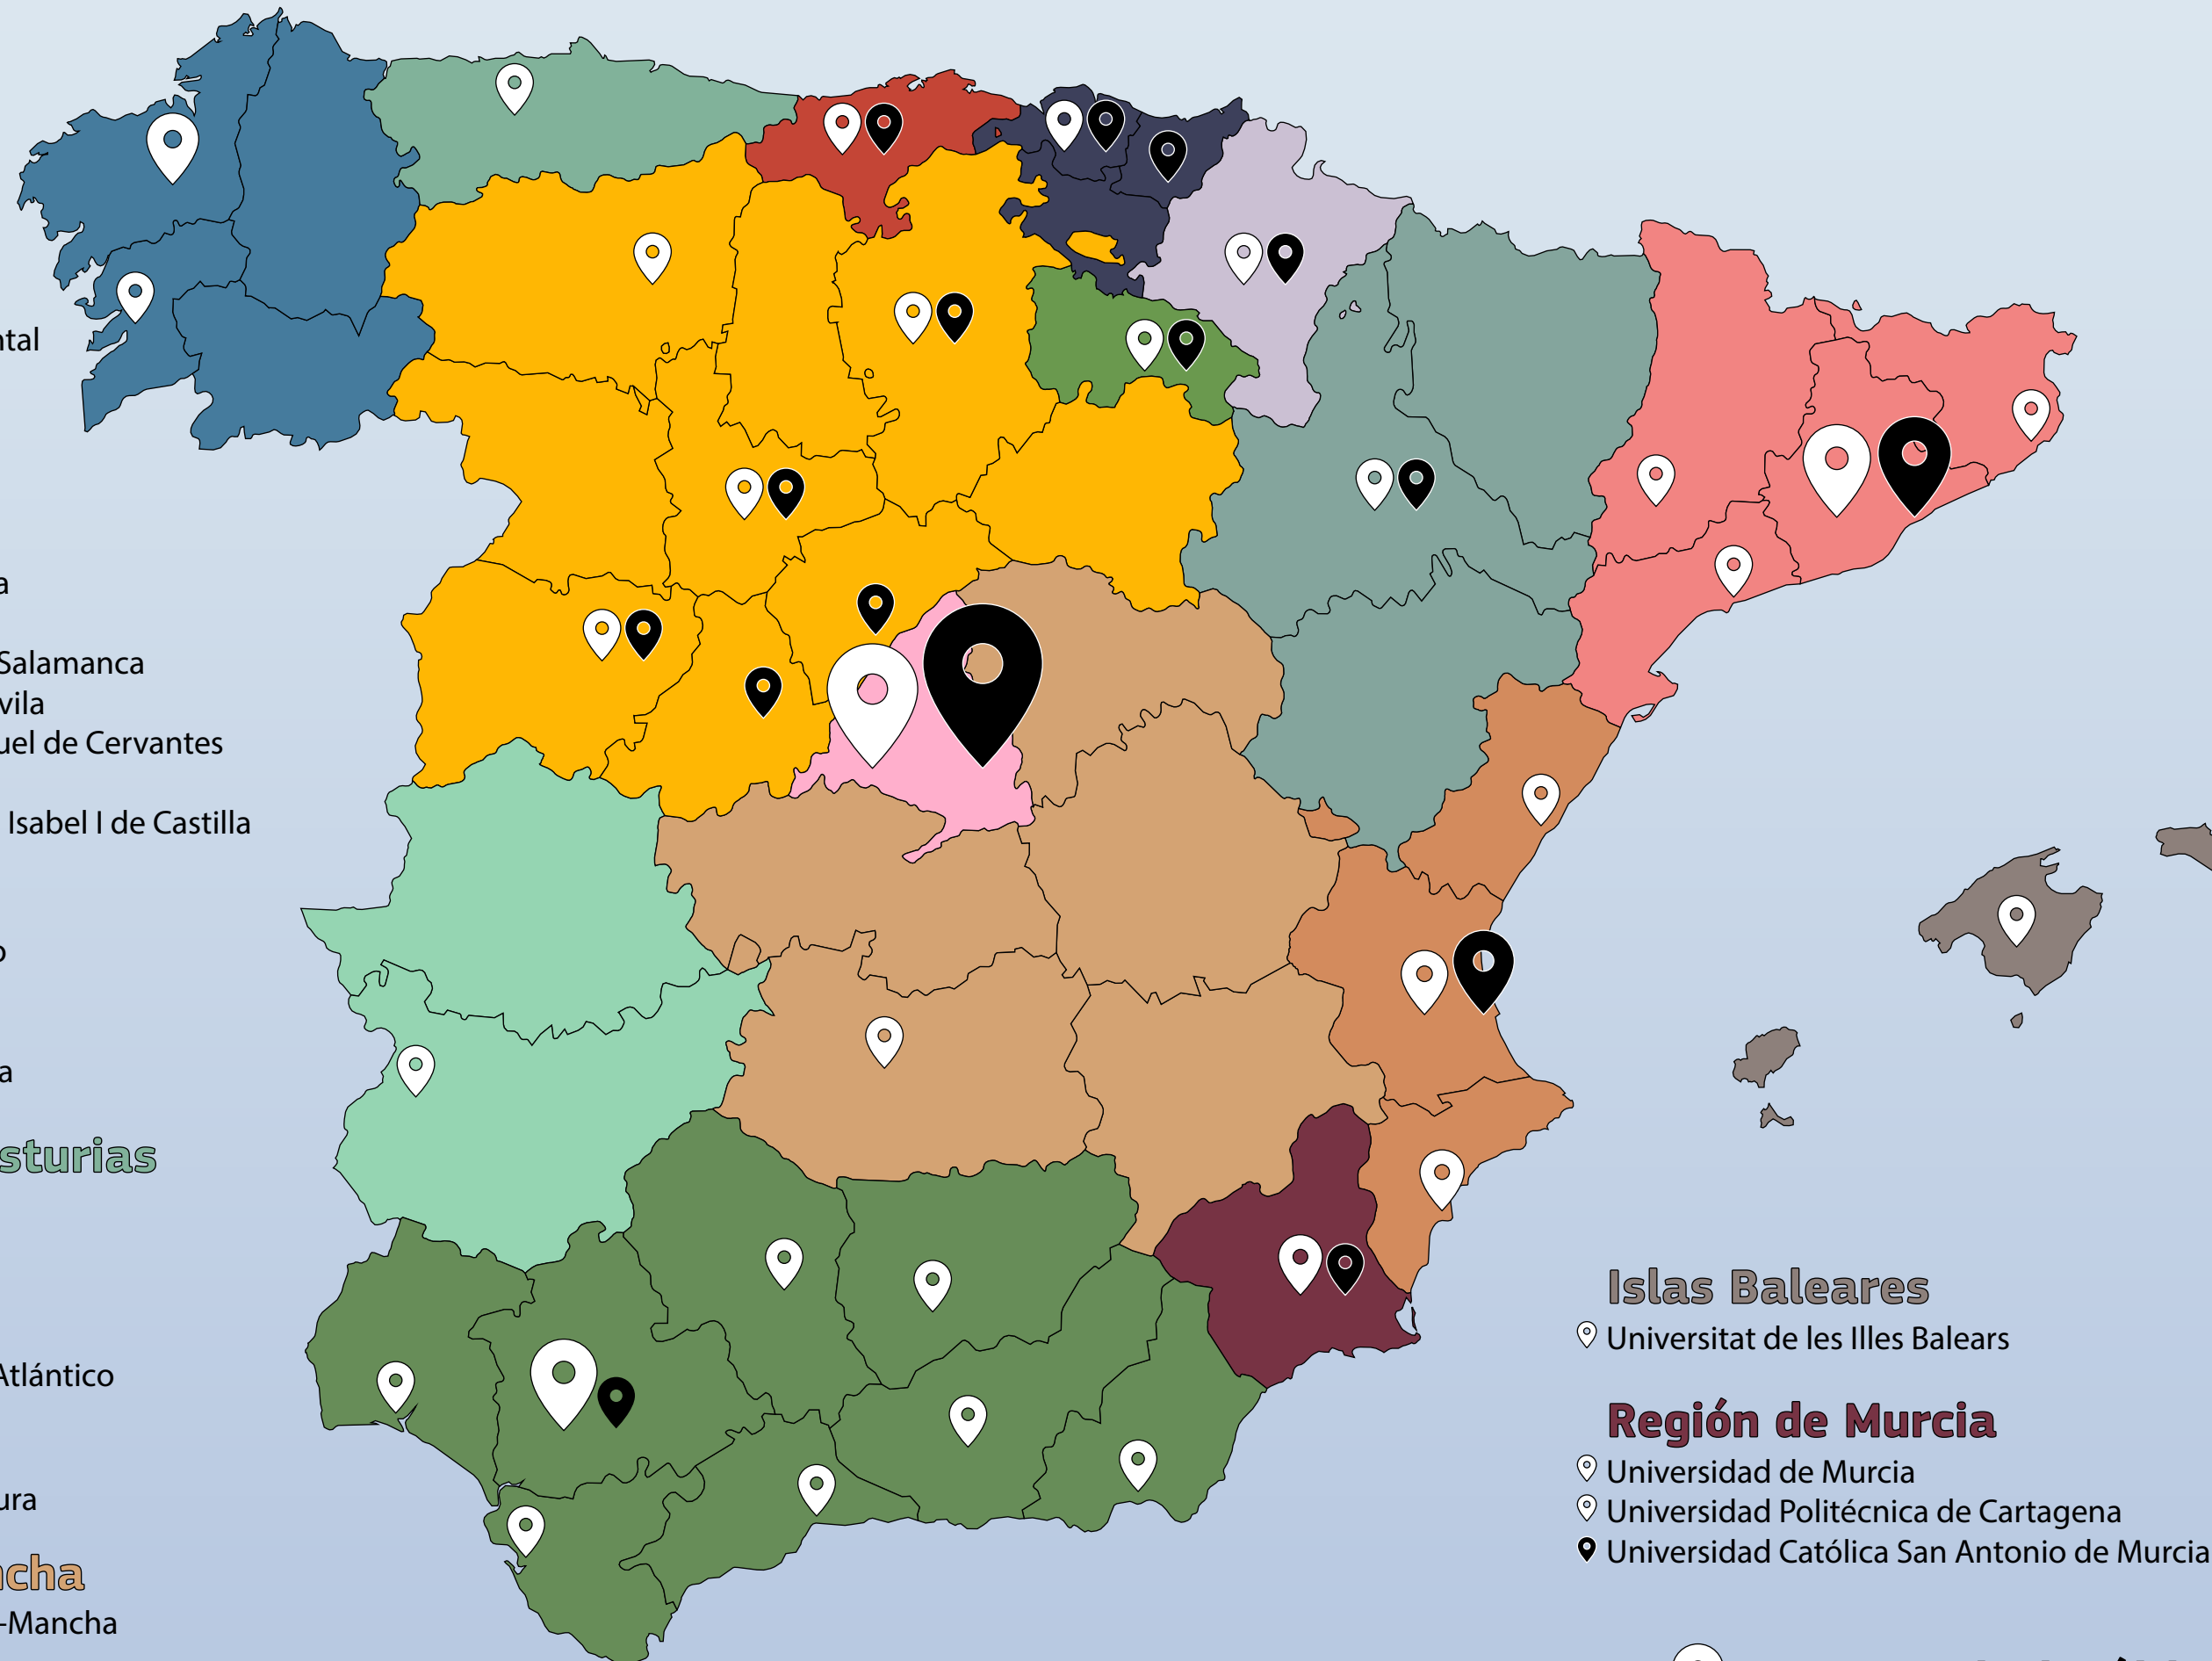 ntal
a
Salamanca
vila
uel de Cervantes
Isabel I de Castilla
o
a
sturias
Atlántico
ura
ncha
-Mancha
Islas Baleares
Universitat de les Illes Balears
Región de Murcia
Universidad de Murcia
Universidad Politécnica de Cartagena
Universidad Católica San Antonio de Murcia